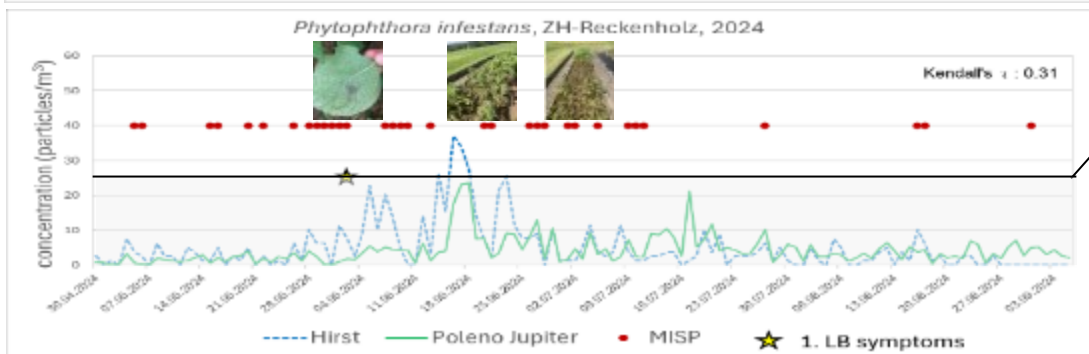 Phytophthora infestans, ZH-Reckenholz, 2024
Kendall's τ : 0.31
concentration (particles/m³)
60
50
40
30
20
10
0
30.04.2024 07.05.2024 14.05.2024 21.05.2024 28.05.2024 04.06.2024 11.06.2024 18.06.2024 25.06.2024 02.07.2024 09.07.2024 16.07.2024 23.07.2024 30.07.2024 06.08.2024 13.08.2024 20.08.2024 27.08.2024 03.09.2024
Hirst Poleno Jupiter MISP 1. LB symptoms